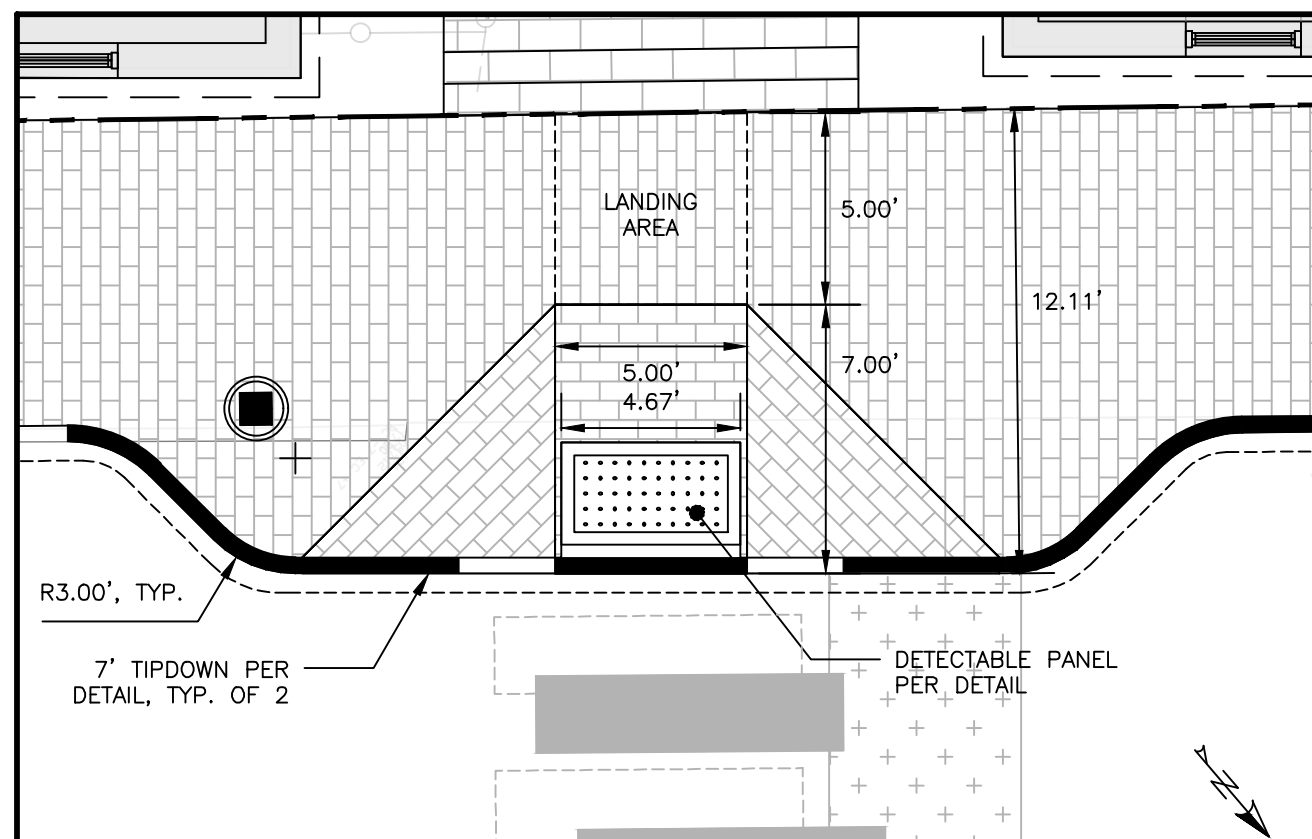 LANDING
AREA
5.00'
12.11'
7.00'
5.00'
4.67'
R3.00', TYP.
7' TIPDOWN PER
DETAIL, TYP. OF 2
DETECTABLE PANEL
PER DETAIL